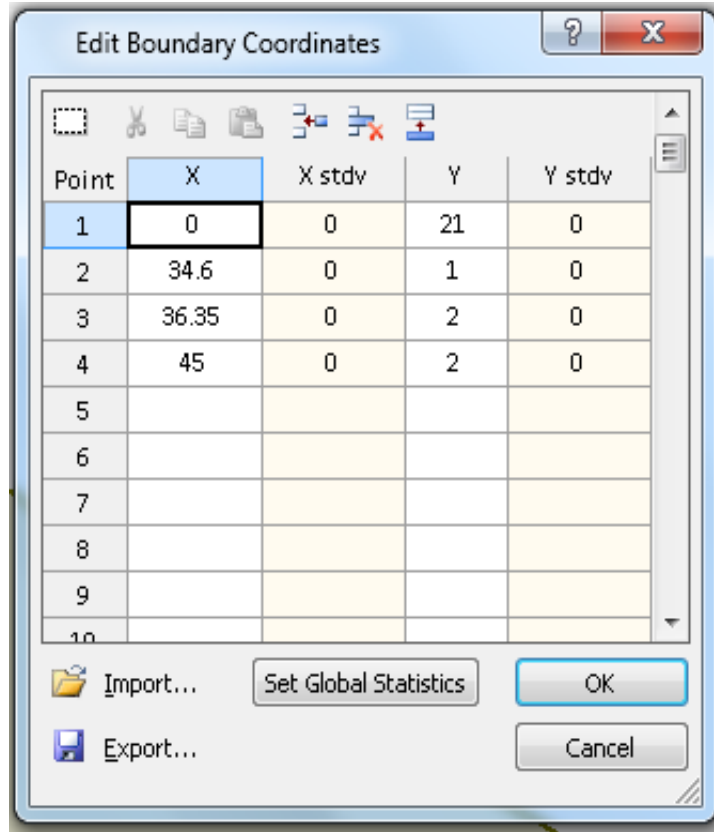 Edit Boundary Coordinates
Point X X stdv Y Y stdv
1 0 0 21 0
2 34.6 0 1 0
3 36.35 0 2 0
4 45 0 2 0
5
6
7
8
9
10
Import... Set Global Statistics OK
Export... Cancel